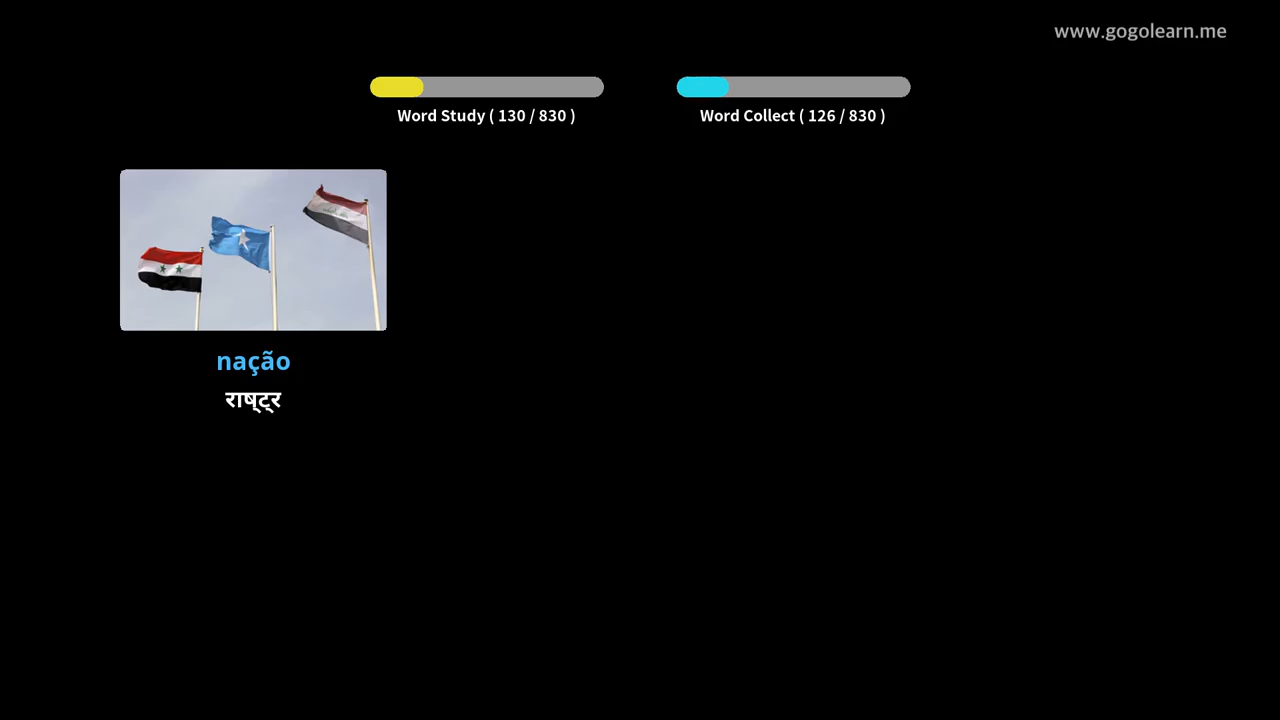 www.gogolearn.me
Word Study ( 130 / 830 )
Word Collect ( 126 / 830 )
nação
राष्ट्र